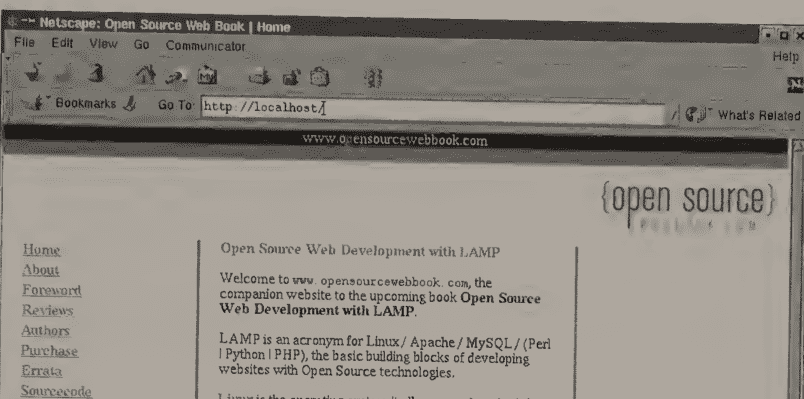 Netscape: Open Source Web Book | Home
File Edit View Go Communicator
Help
Bookmarks Go To: http://localhost/
What's Related
www.opensourcewebbook.com
{open source}
Home
About
Foreword
Reviews
Authors
Purchase
Errata
Sourcecode
Open Source Web Development with LAMP
Welcome to www.opensourcewebbook.com, the
companion website to the upcoming book Open Source
Web Development with LAMP.
LAMP is an acronym for Linux / Apache / MySQL / (Perl
| Python | PHP), the basic building blocks of developing
websites with Open Source technologies.